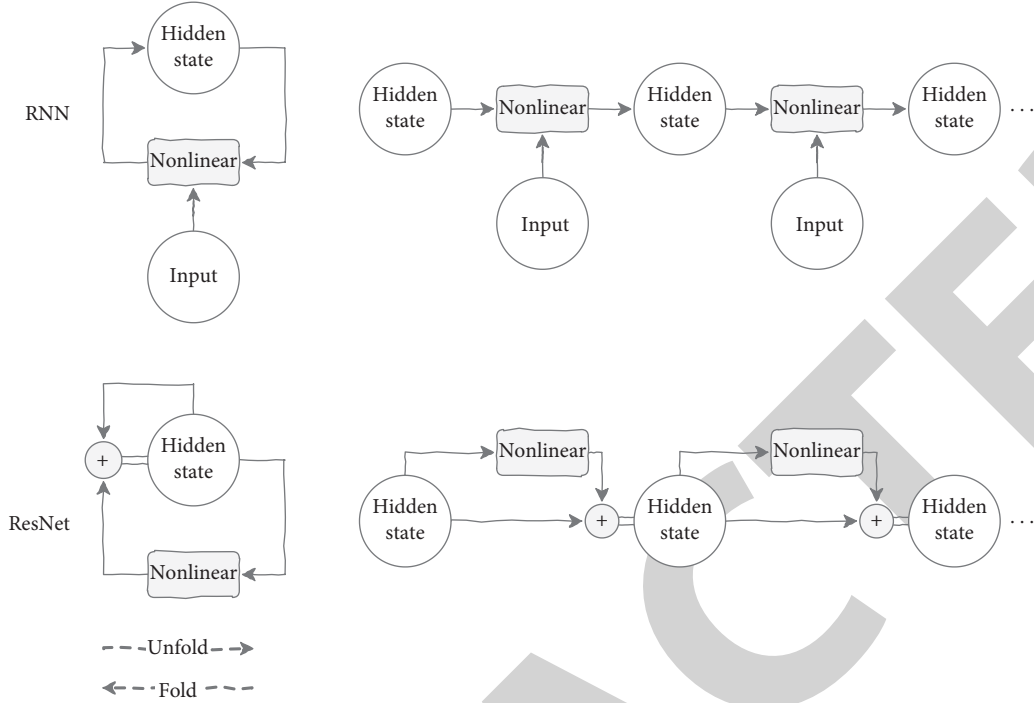 Hidden
state
RNN
Nonlinear
Input
Hidden
state
Nonlinear
Hidden
state
Nonlinear
Hidden
state
...
Input
Input
Hidden
state
+
ResNet
Nonlinear
Nonlinear
Nonlinear
Hidden
state
+
Hidden
state
+
Hidden
state
...
Unfold
Fold